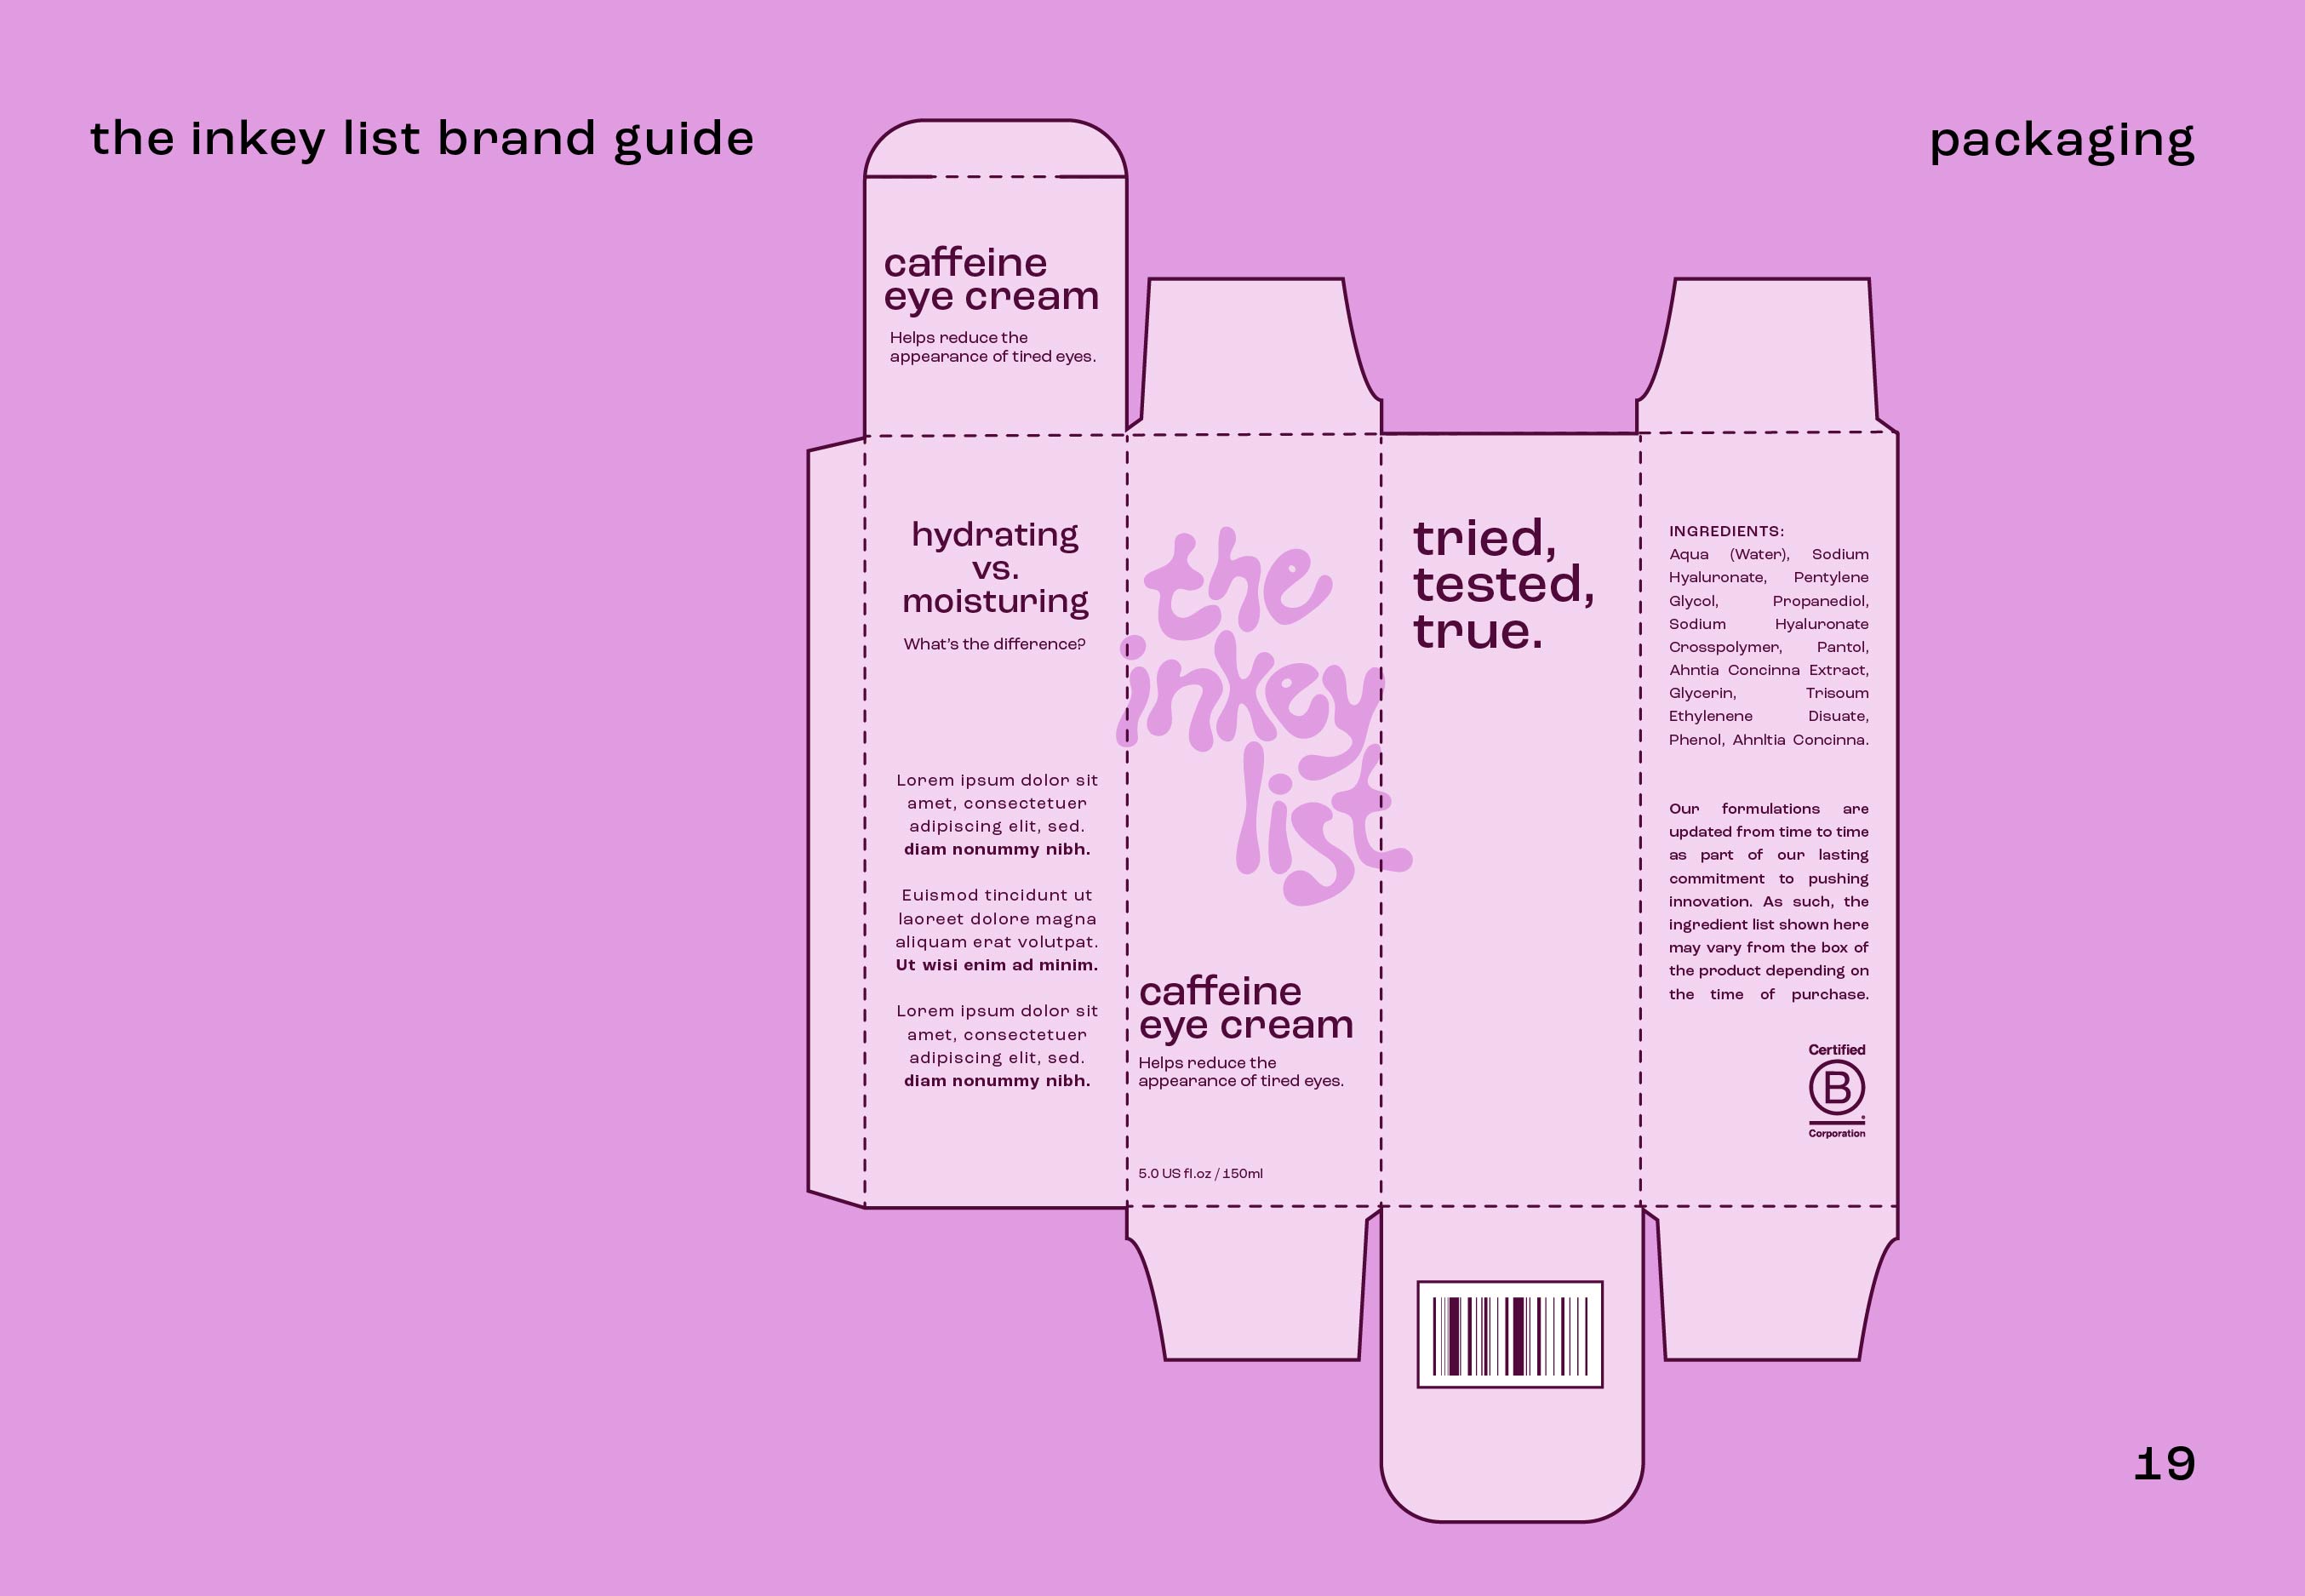 the inkey list brand guide
packaging
caffeine
eye cream
Helps reduce the
appearance of tired eyes.
hydrating
vs.
moisturing
What's the difference?
Lorem ipsum dolor sit
amet, consectetuer
adipiscing elit, sed.
diam nonummy nibh.
Euismod tincidunt ut
laoreet dolore magna
aliquam erat volutpat.
Ut wisi enim ad minim.
Lorem ipsum dolor sit
amet, consectetuer
adipiscing elit, sed.
diam nonummy nibh.
the
inkey
list
caffeine
eye cream
Helps reduce the
appearance of tired eyes.
5.0 US fl.oz / 150ml
tried,
tested,
true.
INGREDIENTS:
Aqua (Water), Sodium
Hyaluronate, Pentylene
Glycol, Propanediol,
Sodium Hyaluronate
Crosspolymer, Pantol,
Ahntia Concinna Extract,
Glycerin, Trisoum
Ethylenene Disuate,
Phenol, Ahnltia Concinna.
Our formulations are
updated from time to time
as part of our lasting
commitment to pushing
innovation. As such, the
ingredient list shown here
may vary from the box of
the product depending on
the time of purchase.
Certified
B
Corporation
19